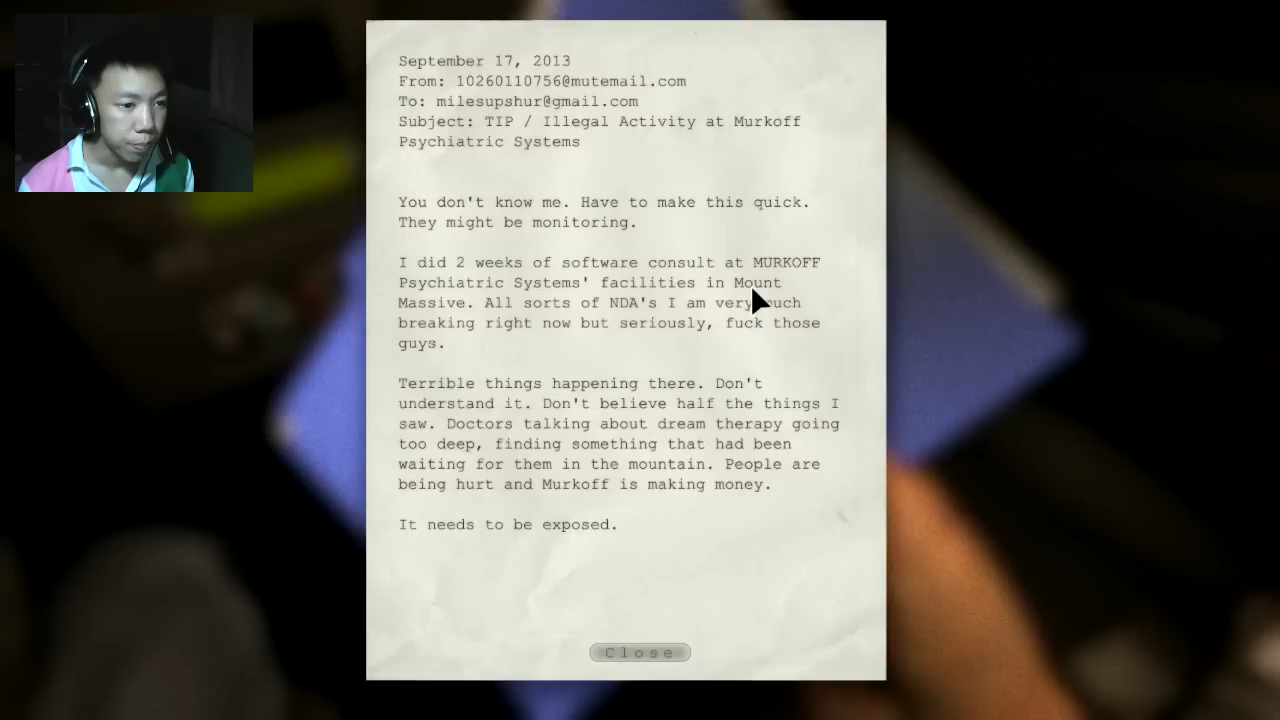 September 17, 2013
From: 10260110756@mutemail.com
To: milesupshur@gmail.com
Subject: TIP / Illegal Activity at Murkoff
Psychiatric Systems
You don't know me. Have to make this quick.
They might be monitoring.
I did 2 weeks of software consult at MURKOFF
Psychiatric Systems' facilities in Mount
Massive. All sorts of NDA's I am very much
breaking right now but seriously, fuck those
guys.
Terrible things happening there. Don't
understand it. Don't believe half the things I
saw. Doctors talking about dream therapy going
too deep, finding something that had been
waiting for them in the mountain. People are
being hurt and Murkoff is making money.
It needs to be exposed.
Close